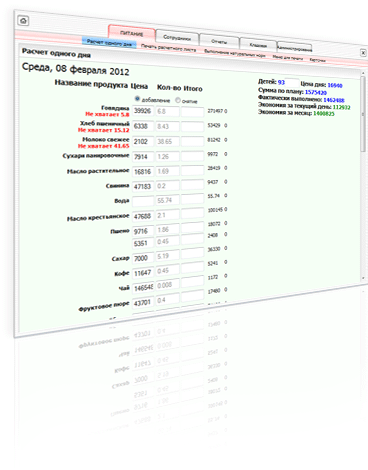 ПИТАНИЕ Сотрудники Отчеты Кладовая Администрирование
Расчет одного дня Печать расчетного листа Выполнение натуральных норм Меню для печати Карточки
Расчет одного дня
Среда, 08 февраля 2012
Детей: 93 Цена дня: 16940
Сумма по плану: 1575420
Фактически выполнено: 1462488
Экономия за текущий день: 112932
Экономия за месяц: 1400825
Название продукта Цена Кол-во Итого
добавление снятие
Говядина 39926 6.8 271497 0
Не хватает 5.8
Хлеб пшеничный 6338 8.43 53429 0
Не хватает 15.12
Молоко свежее 2102 38.65 81242 0
Не хватает 41.65
Сухари панировочные 7914 1.26 9972 0
Масло растительное 16816 1.69 28419 0
Свинина 47183 0.2 9437 0
Вода 55.74 55.74 0
Масло крестьянское 47688 2.1 100145 0
Пшено 9716 1.86 18072 0
5351 0.45 2408 0
Сахар 7000 5.19 36330 0
Кофе 11647 0.45 5241 0
Чай 146545 0.008 1172 0
Фруктовое пюре 43701 0.4 17480 0